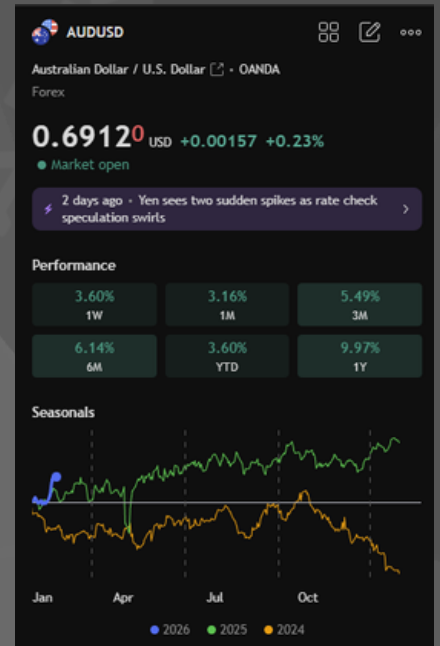 AUDUSD
Australian Dollar / U.S. Dollar • OANDA
Forex
0.69120 USD +0.00157 +0.23%
Market open
2 days ago • Yen sees two sudden spikes as rate check
speculation swirls
Performance
3.60% 3.16% 5.49%
1W 1M 3M
6.14% 3.60% 9.97%
6M YTD 1Y
Seasonals
Jan Apr Jul Oct
2026 2025 2024